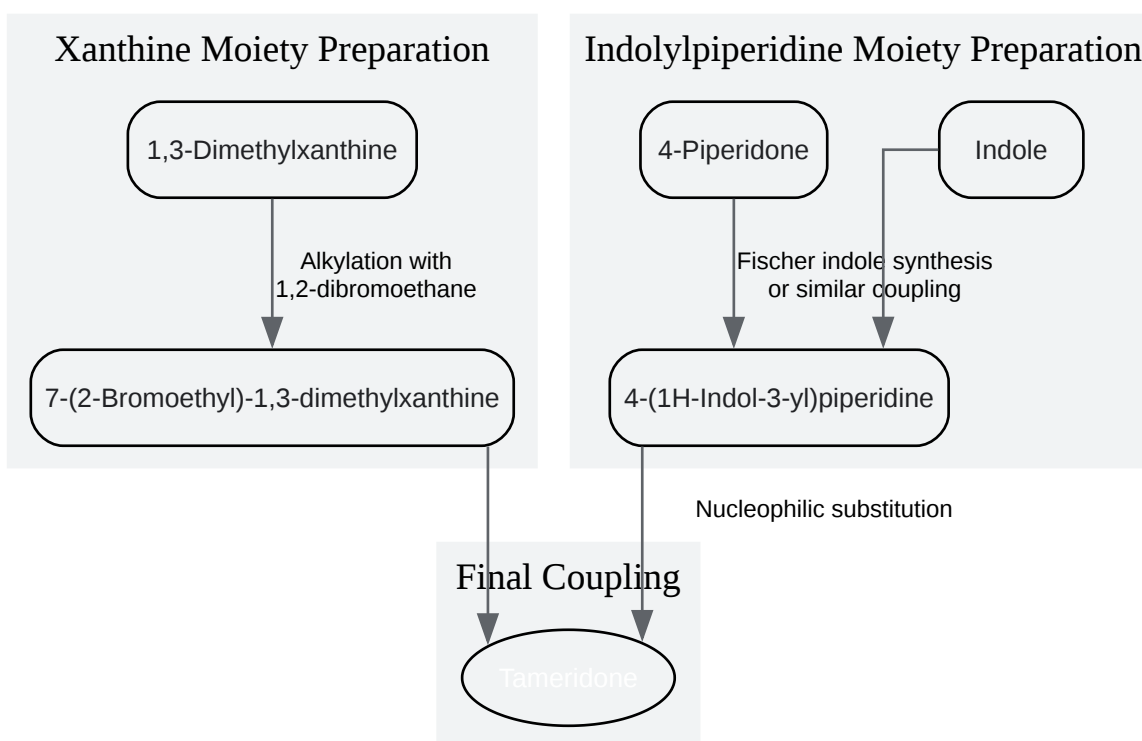 Xanthine Moiety Preparation
Indolylpiperidine Moiety Preparation
1,3-Dimethylxanthine
4-Piperidone
Indole
Alkylation with
1,2-dibromoethane
Fischer indole synthesis
or similar coupling
7-(2-Bromoethyl)-1,3-dimethylxanthine
4-(1H-Indol-3-yl)piperidine
Nucleophilic substitution
Final Coupling
Tameridone